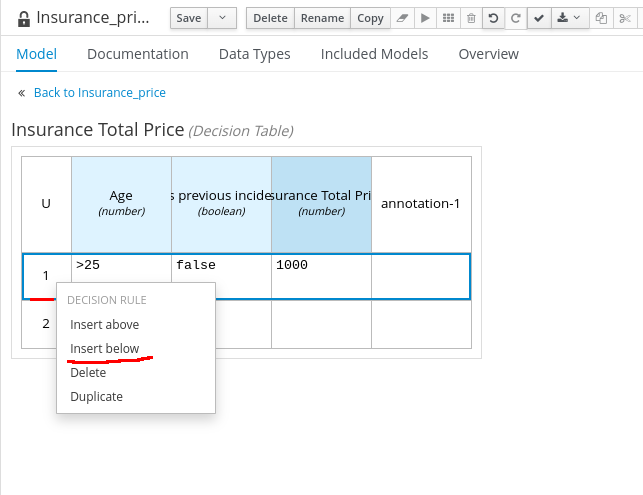 Insurance_pri...
Save
Delete
Rename
Copy
Model
Documentation
Data Types
Included Models
Overview
« Back to Insurance_price
Insurance Total Price (Decision Table)
U
Age
(number)
s previous incide
(boolean)
surance Total Pri
(number)
annotation-1
1
>25
false
1000
2
DECISION RULE
Insert above
Insert below
Delete
Duplicate